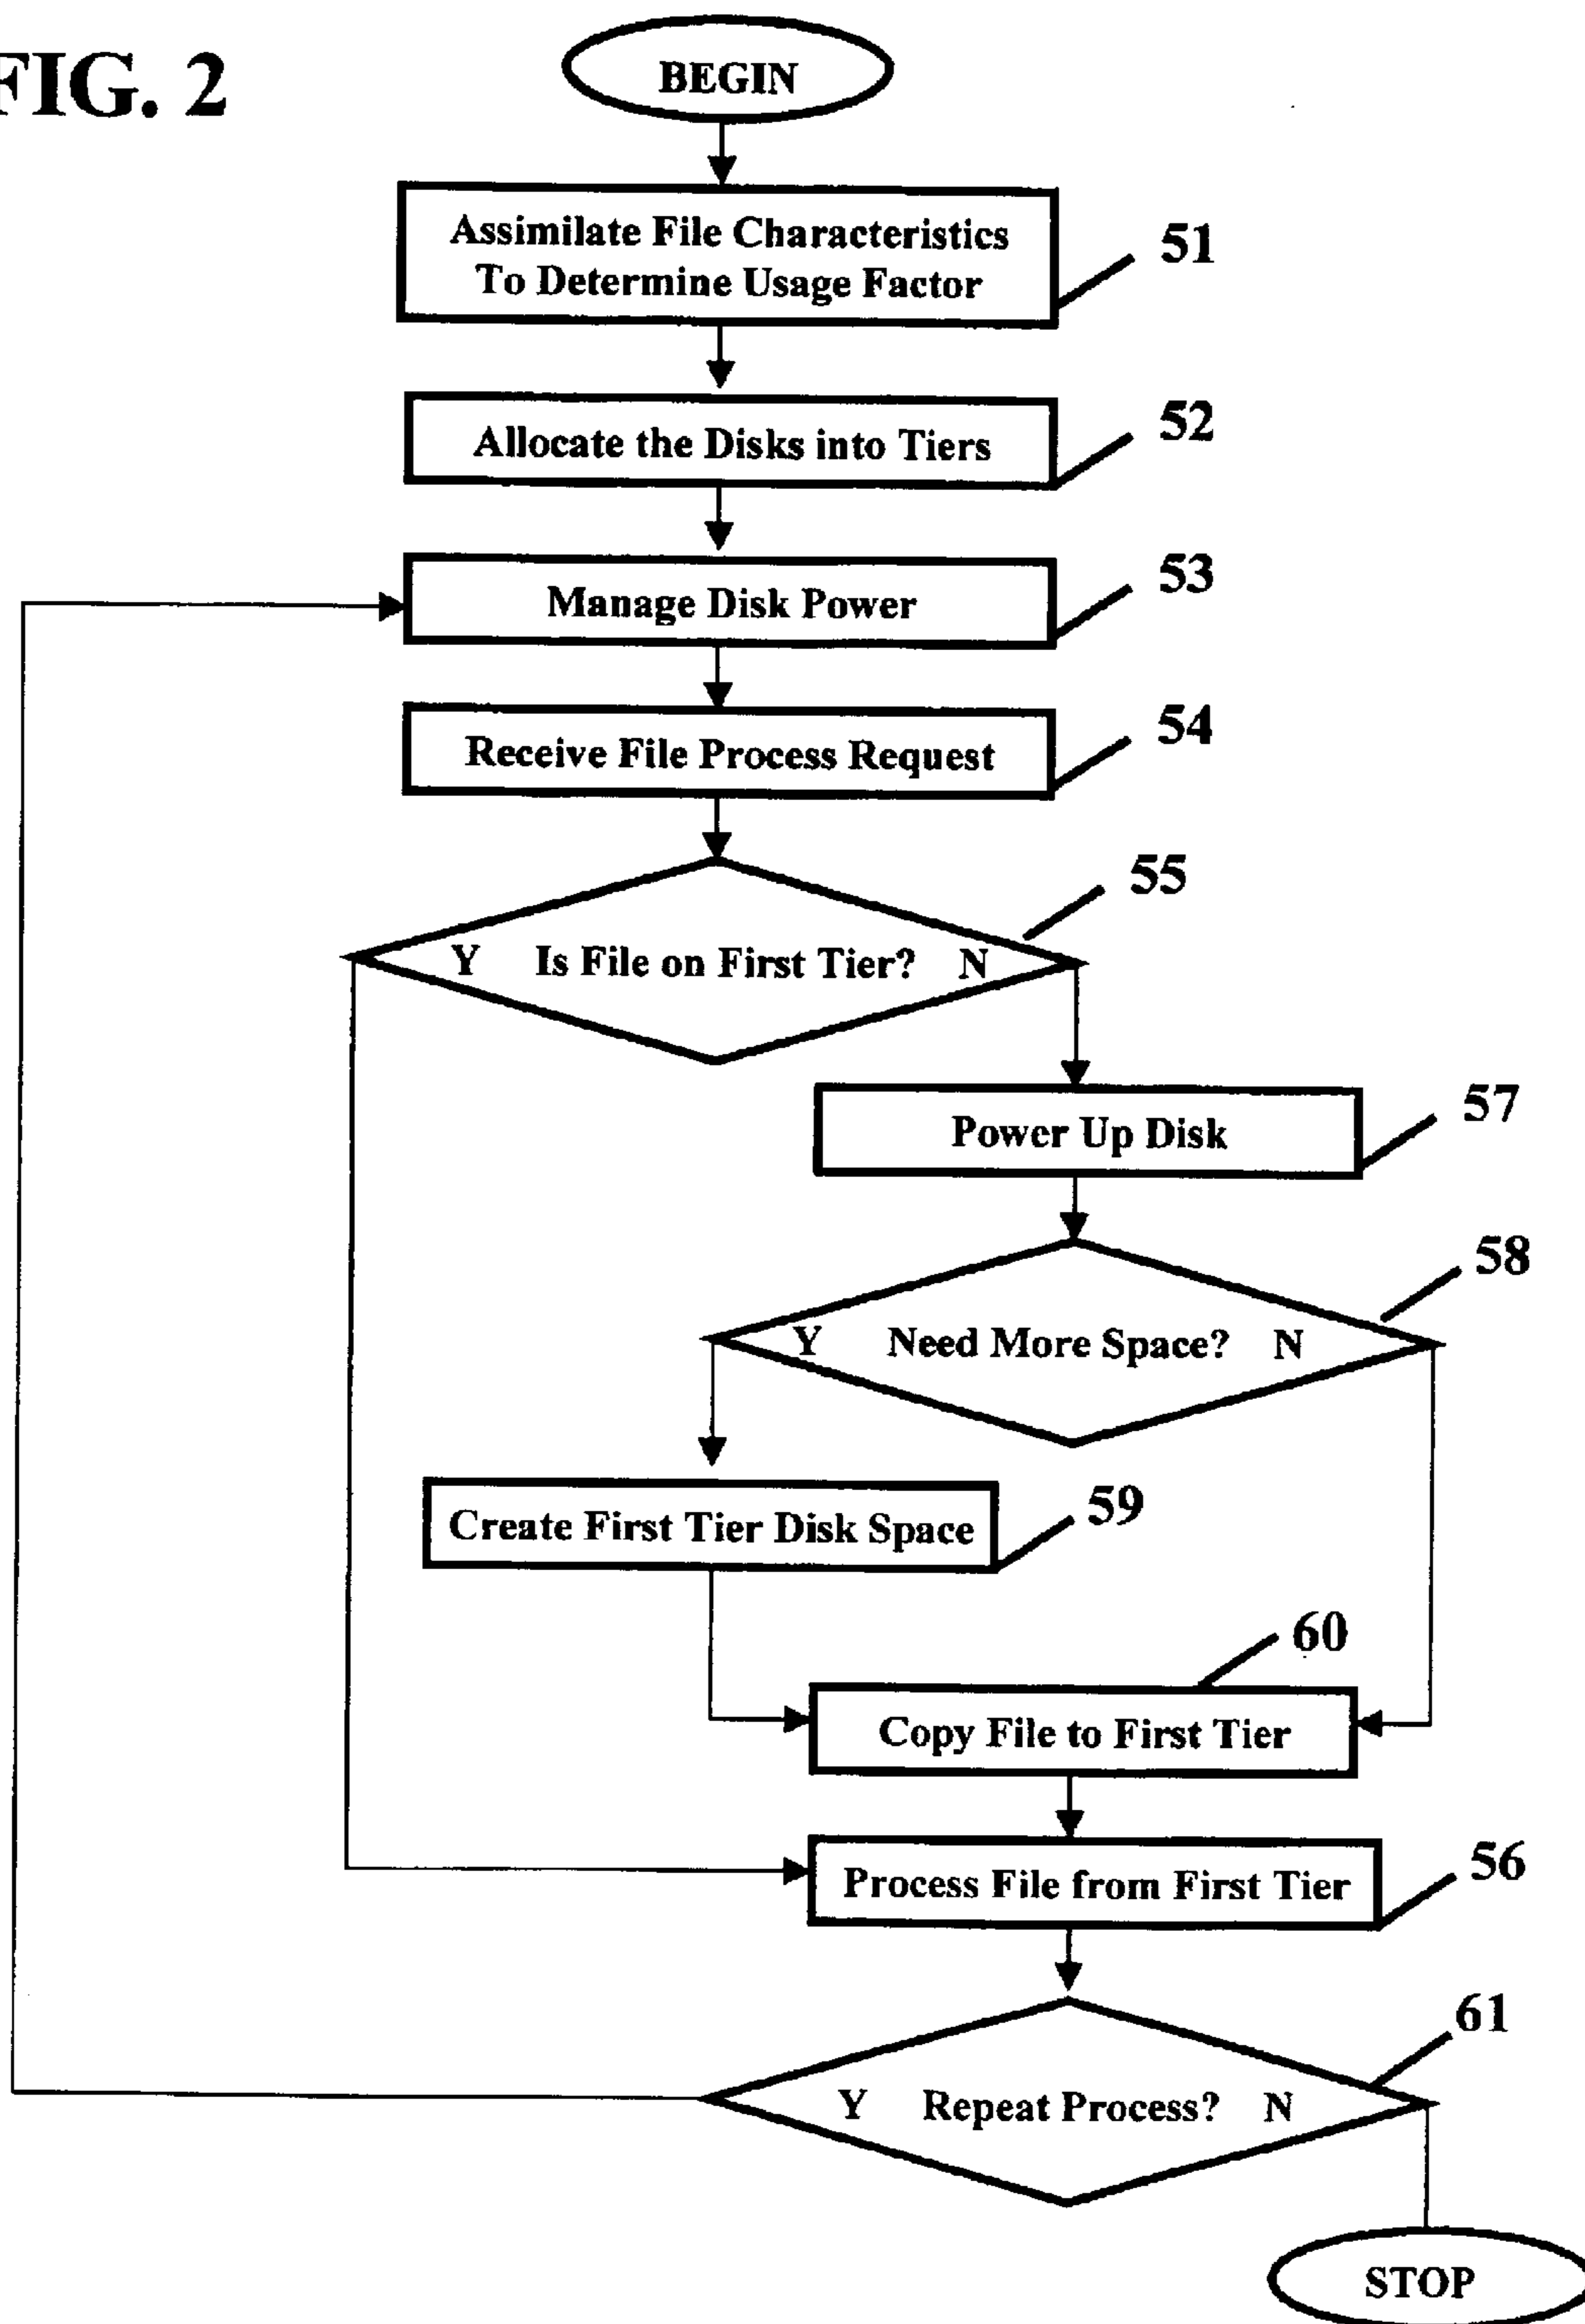 FIG. 2
BEGIN
Assimilate File Characteristics
To Determine Usage Factor
51
Allocate the Disks into Tiers
52
Manage Disk Power
53
Receive File Process Request
54
55
Y Is File on First Tier? N
Power Up Disk
57
58
Y Need More Space? N
Create First Tier Disk Space
59
60
Copy File to First Tier
Process File from First Tier
56
61
Y Repeat Process? N
STOP